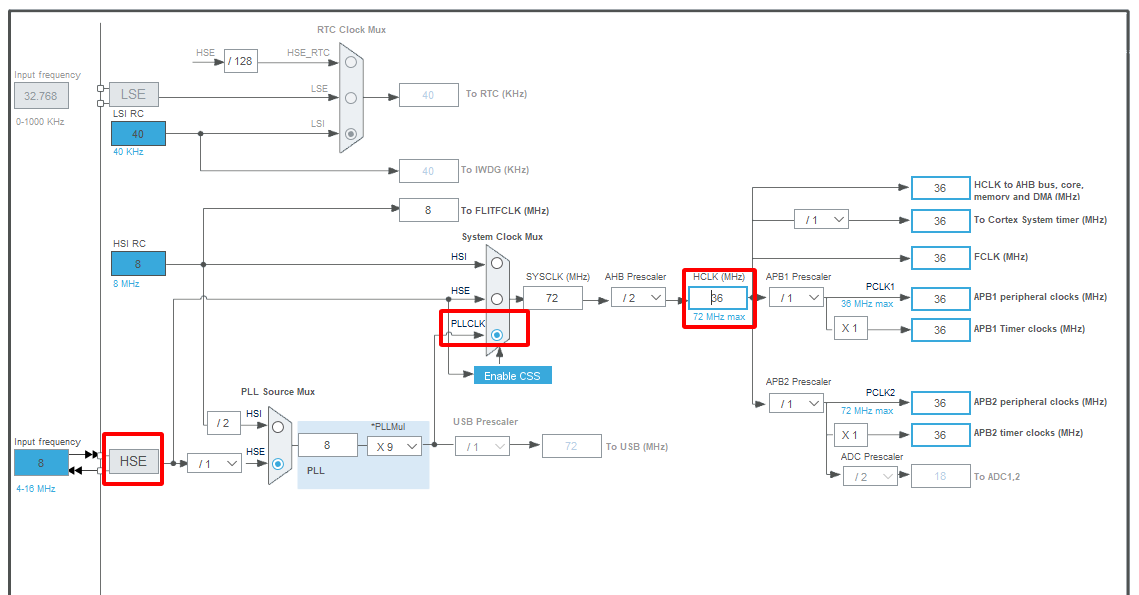 RTC Clock Mux
HSE
/ 128
HSE_RTC
Input frequency
32.768
0-1000 KHz
LSE
LSE
40
To RTC (KHz)
LSI RC
40
40 KHz
LSI
40
To IWDG (KHz)
8
To FLITFCLK (MHz)
HSI RC
8
8 MHz
System Clock Mux
HSI
HSE
PLLCLK
Enable CSS
SYSCLK (MHz)
72
AHB Prescaler
/ 2
HCLK (MHz)
36
72 MHz max
36
HCLK to AHB bus, core,
memory and DMA (MHz)
/ 1
36
To Cortex System timer (MHz)
36
FCLK (MHz)
APB1 Prescaler
/ 1
PCLK1
36 MHz max
36
APB1 peripheral clocks (MHz)
X 1
36
APB1 Timer clocks (MHz)
APB2 Prescaler
/ 1
PCLK2
72 MHz max
36
APB2 peripheral clocks (MHz)
X 1
36
APB2 timer clocks (MHz)
ADC Prescaler
/ 2
18
To ADC1,2
PLL Source Mux
/ 2
HSI
HSE
Input frequency
8
4-16 MHz
HSE
/ 1
8
*PLLMul
X 9
PLL
USB Prescaler
/ 1
72
To USB (MHz)